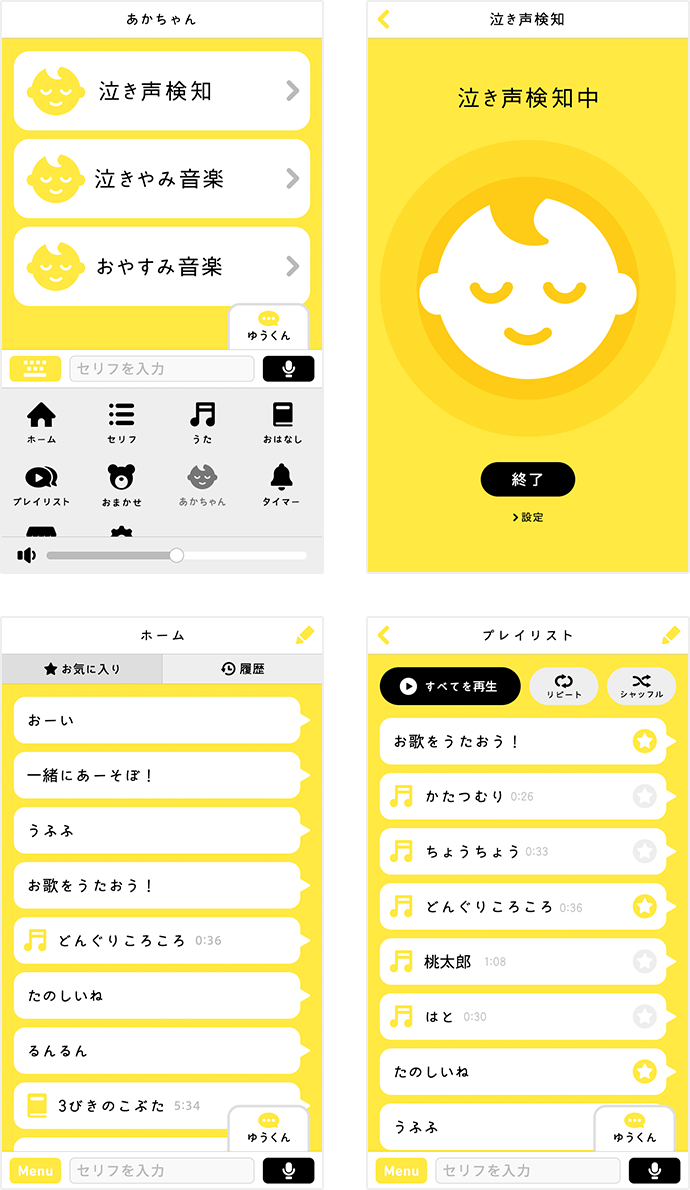 あかちゃん
泣き声検知
泣きやみ音楽
おやすみ音楽
ゆうくん
セリフを入力
ホーム
セリフ
うた
おはなし
プレイリスト
おまかせ
あかちゃん
タイマー
泣き声検知
泣き声検知中
終了
設定
ホーム
お気に入り
履歴
おーい
一緒にあーそぼ！
うふふ
お歌をうたおう！
どんぐりころころ 0:36
たのしいね
るんるん
3びきのこぶた 5:34
ゆうくん
Menu
セリフを入力
プレイリスト
すべてを再生
リピート
シャッフル
お歌をうたおう！
かたつむり 0:26
ちょうちょう 0:33
どんぐりころころ 0:36
桃太郎 1:08
はと 0:30
たのしいね
うふふ
ゆうくん
Menu
セリフを入力